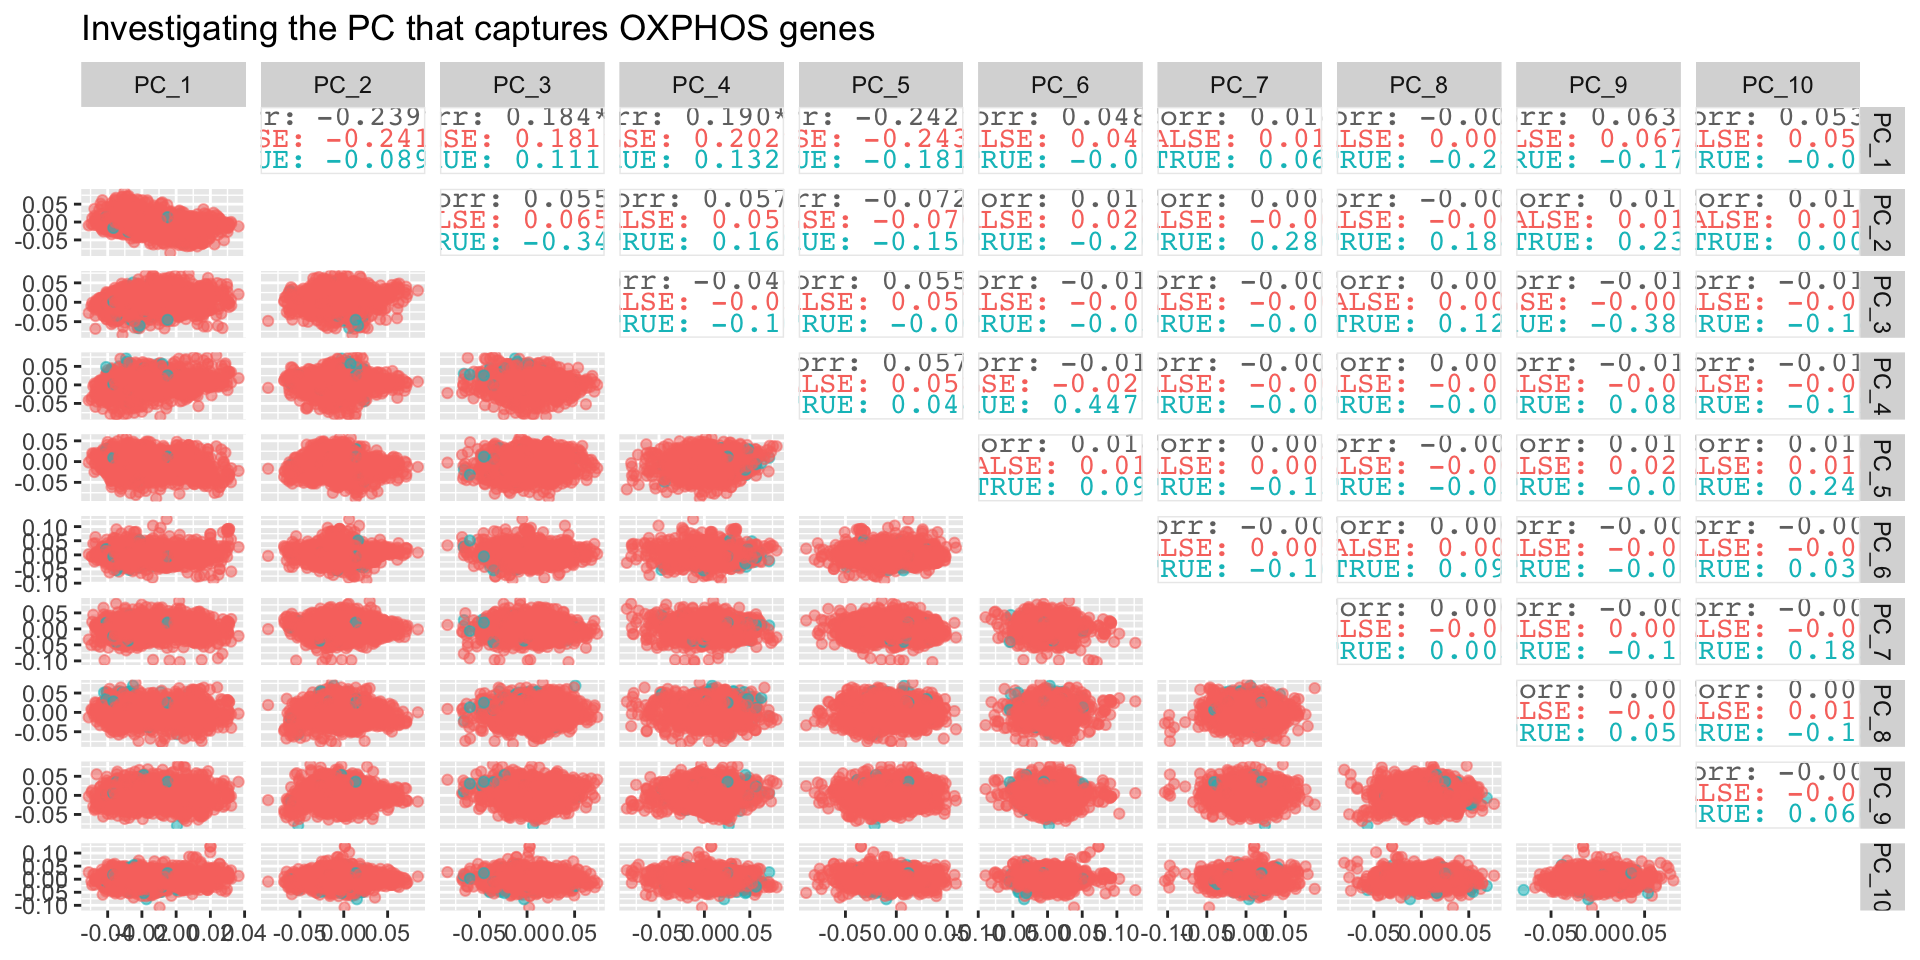 Investigating the PC that captures OXPHOS genes
PC_1 PC_2 PC_3 PC_4 PC_5 PC_6 PC_7 PC_8 PC_9 PC_10
rr: -0.239 rr: 0.184* rr: 0.190* rr: -0.242 orr: 0.048 orr: 0.01 orr: -0.00 rr: 0.063 orr: 0.053
SE: -0.241 SE: 0.181 SE: 0.202 SE: -0.243 LSE: 0.04 ALSE: 0.01 LSE: 0.00 LSE: 0.067 LSE: 0.05
UE: -0.089 UE: 0.111 UE: 0.132 UE: -0.181 RUE: -0.0 TRUE: 0.06 RUE: -0.2 RUE: -0.17 RUE: -0.0
PC_1
0.05
0.00
-0.05
orr: 0.055 orr: 0.057 rr: -0.072 orr: 0.01 orr: 0.00 orr: -0.00 orr: 0.01 orr: 0.01
LSE: 0.065 LSE: 0.05 SE: -0.07 LSE: 0.02 LSE: -0.0 LSE: -0.0 ALSE: 0.01 ALSE: 0.01
RUE: -0.34 RUE: 0.16 UE: -0.15 RUE: -0.2 RUE: 0.28 RUE: 0.18 TRUE: 0.23 TRUE: 0.00
PC_2
0.05
0.00
-0.05
rr: -0.04 orr: 0.055 orr: -0.01 orr: -0.00 orr: 0.00 orr: -0.01 orr: -0.01
LSE: -0.0 LSE: 0.05 LSE: -0.0 LSE: -0.0 ALSE: 0.00 SE: -0.00 LSE: -0.0
RUE: -0.1 RUE: -0.0 RUE: -0.0 RUE: -0.0 TRUE: 0.12 UE: -0.38 RUE: -0.1
PC_3
0.05
0.00
-0.05
orr: 0.057 orr: -0.01 orr: -0.00 orr: 0.00 orr: -0.01 orr: -0.01
LSE: 0.05 SE: -0.02 LSE: -0.0 LSE: -0.0 LSE: -0.0 LSE: -0.0
RUE: 0.04 UE: 0.447 RUE: -0.0 RUE: -0.0 RUE: 0.08 RUE: -0.1
PC_4
0.05
0.00
-0.05
orr: 0.01 orr: 0.00 orr: -0.00 orr: 0.01 orr: 0.01
ALSE: 0.01 LSE: 0.00 LSE: -0.0 LSE: 0.02 LSE: 0.01
TRUE: 0.09 RUE: -0.1 RUE: -0.0 RUE: -0.0 RUE: 0.24
PC_5
0.10
0.05
0.00
-0.05
-0.10
orr: -0.00 orr: 0.00 orr: -0.00 orr: -0.00
LSE: 0.00 ALSE: 0.00 LSE: -0.0 LSE: -0.0
RUE: -0.1 TRUE: 0.09 RUE: -0.0 RUE: 0.03
PC_6
0.05
0.00
-0.05
-0.10
orr: 0.00 orr: -0.00 orr: -0.00
LSE: -0.0 LSE: 0.00 LSE: -0.0
RUE: 0.00 RUE: -0.1 RUE: 0.18
PC_7
0.05
0.00
-0.05
orr: 0.00 orr: 0.00
LSE: -0.0 LSE: 0.01
RUE: 0.05 RUE: -0.1
PC_8
0.05
0.00
-0.05
orr: -0.00
LSE: -0.0
RUE: 0.06
PC_9
0.10
0.05
0.00
-0.05
-0.10
PC_10
-0.04 -0.02 0.00 0.02 0.04 -0.05 0.00 0.05 -0.05 0.00 0.05 -0.05 0.00 0.05 -0.05 0.00 0.05 -0.10 -0.05 0.00 0.05 0.10 -0.10 -0.05 0.00 0.05 -0.05 0.00 0.05 -0.05 0.00 0.05